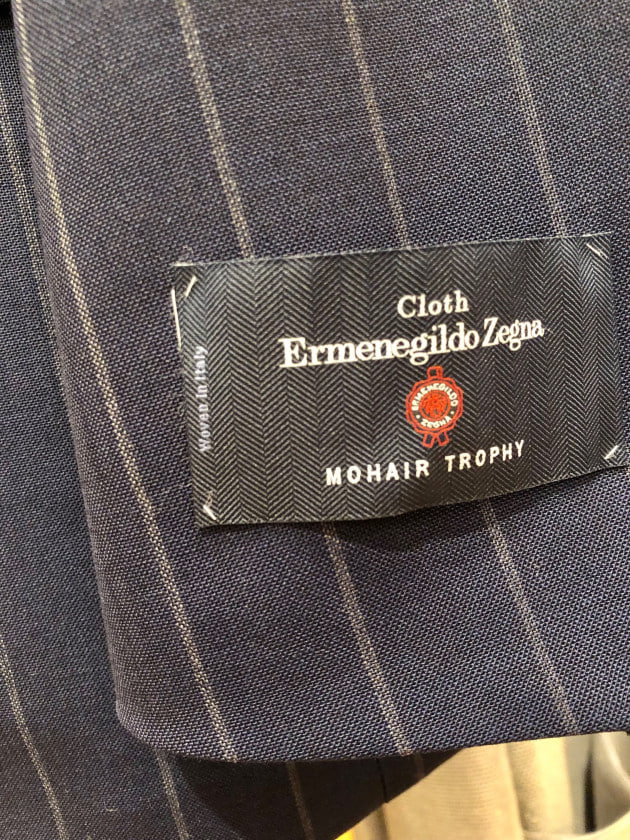 Cloth
Ermenegildo Zegna
ERMENEGILDO
ZEGNA
MOHAIR TROPHY
Woven in Italy